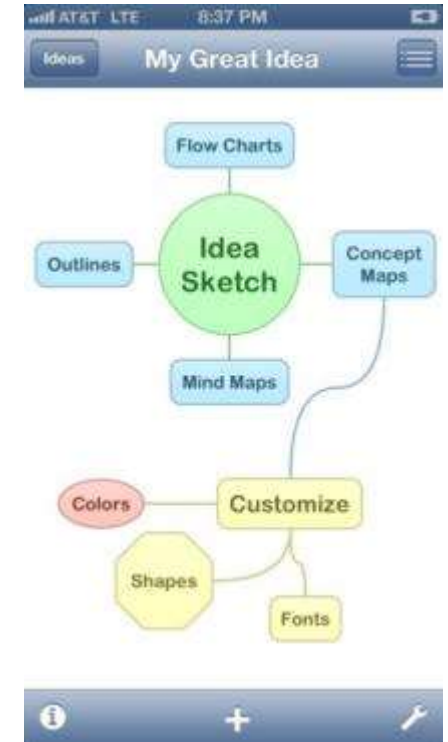 AT&T LTE 8:37 PM
Ideas
My Great Idea
Flow Charts
Idea
Sketch
Outlines
Concept
Maps
Mind Maps
Colors
Customize
Shapes
Fonts